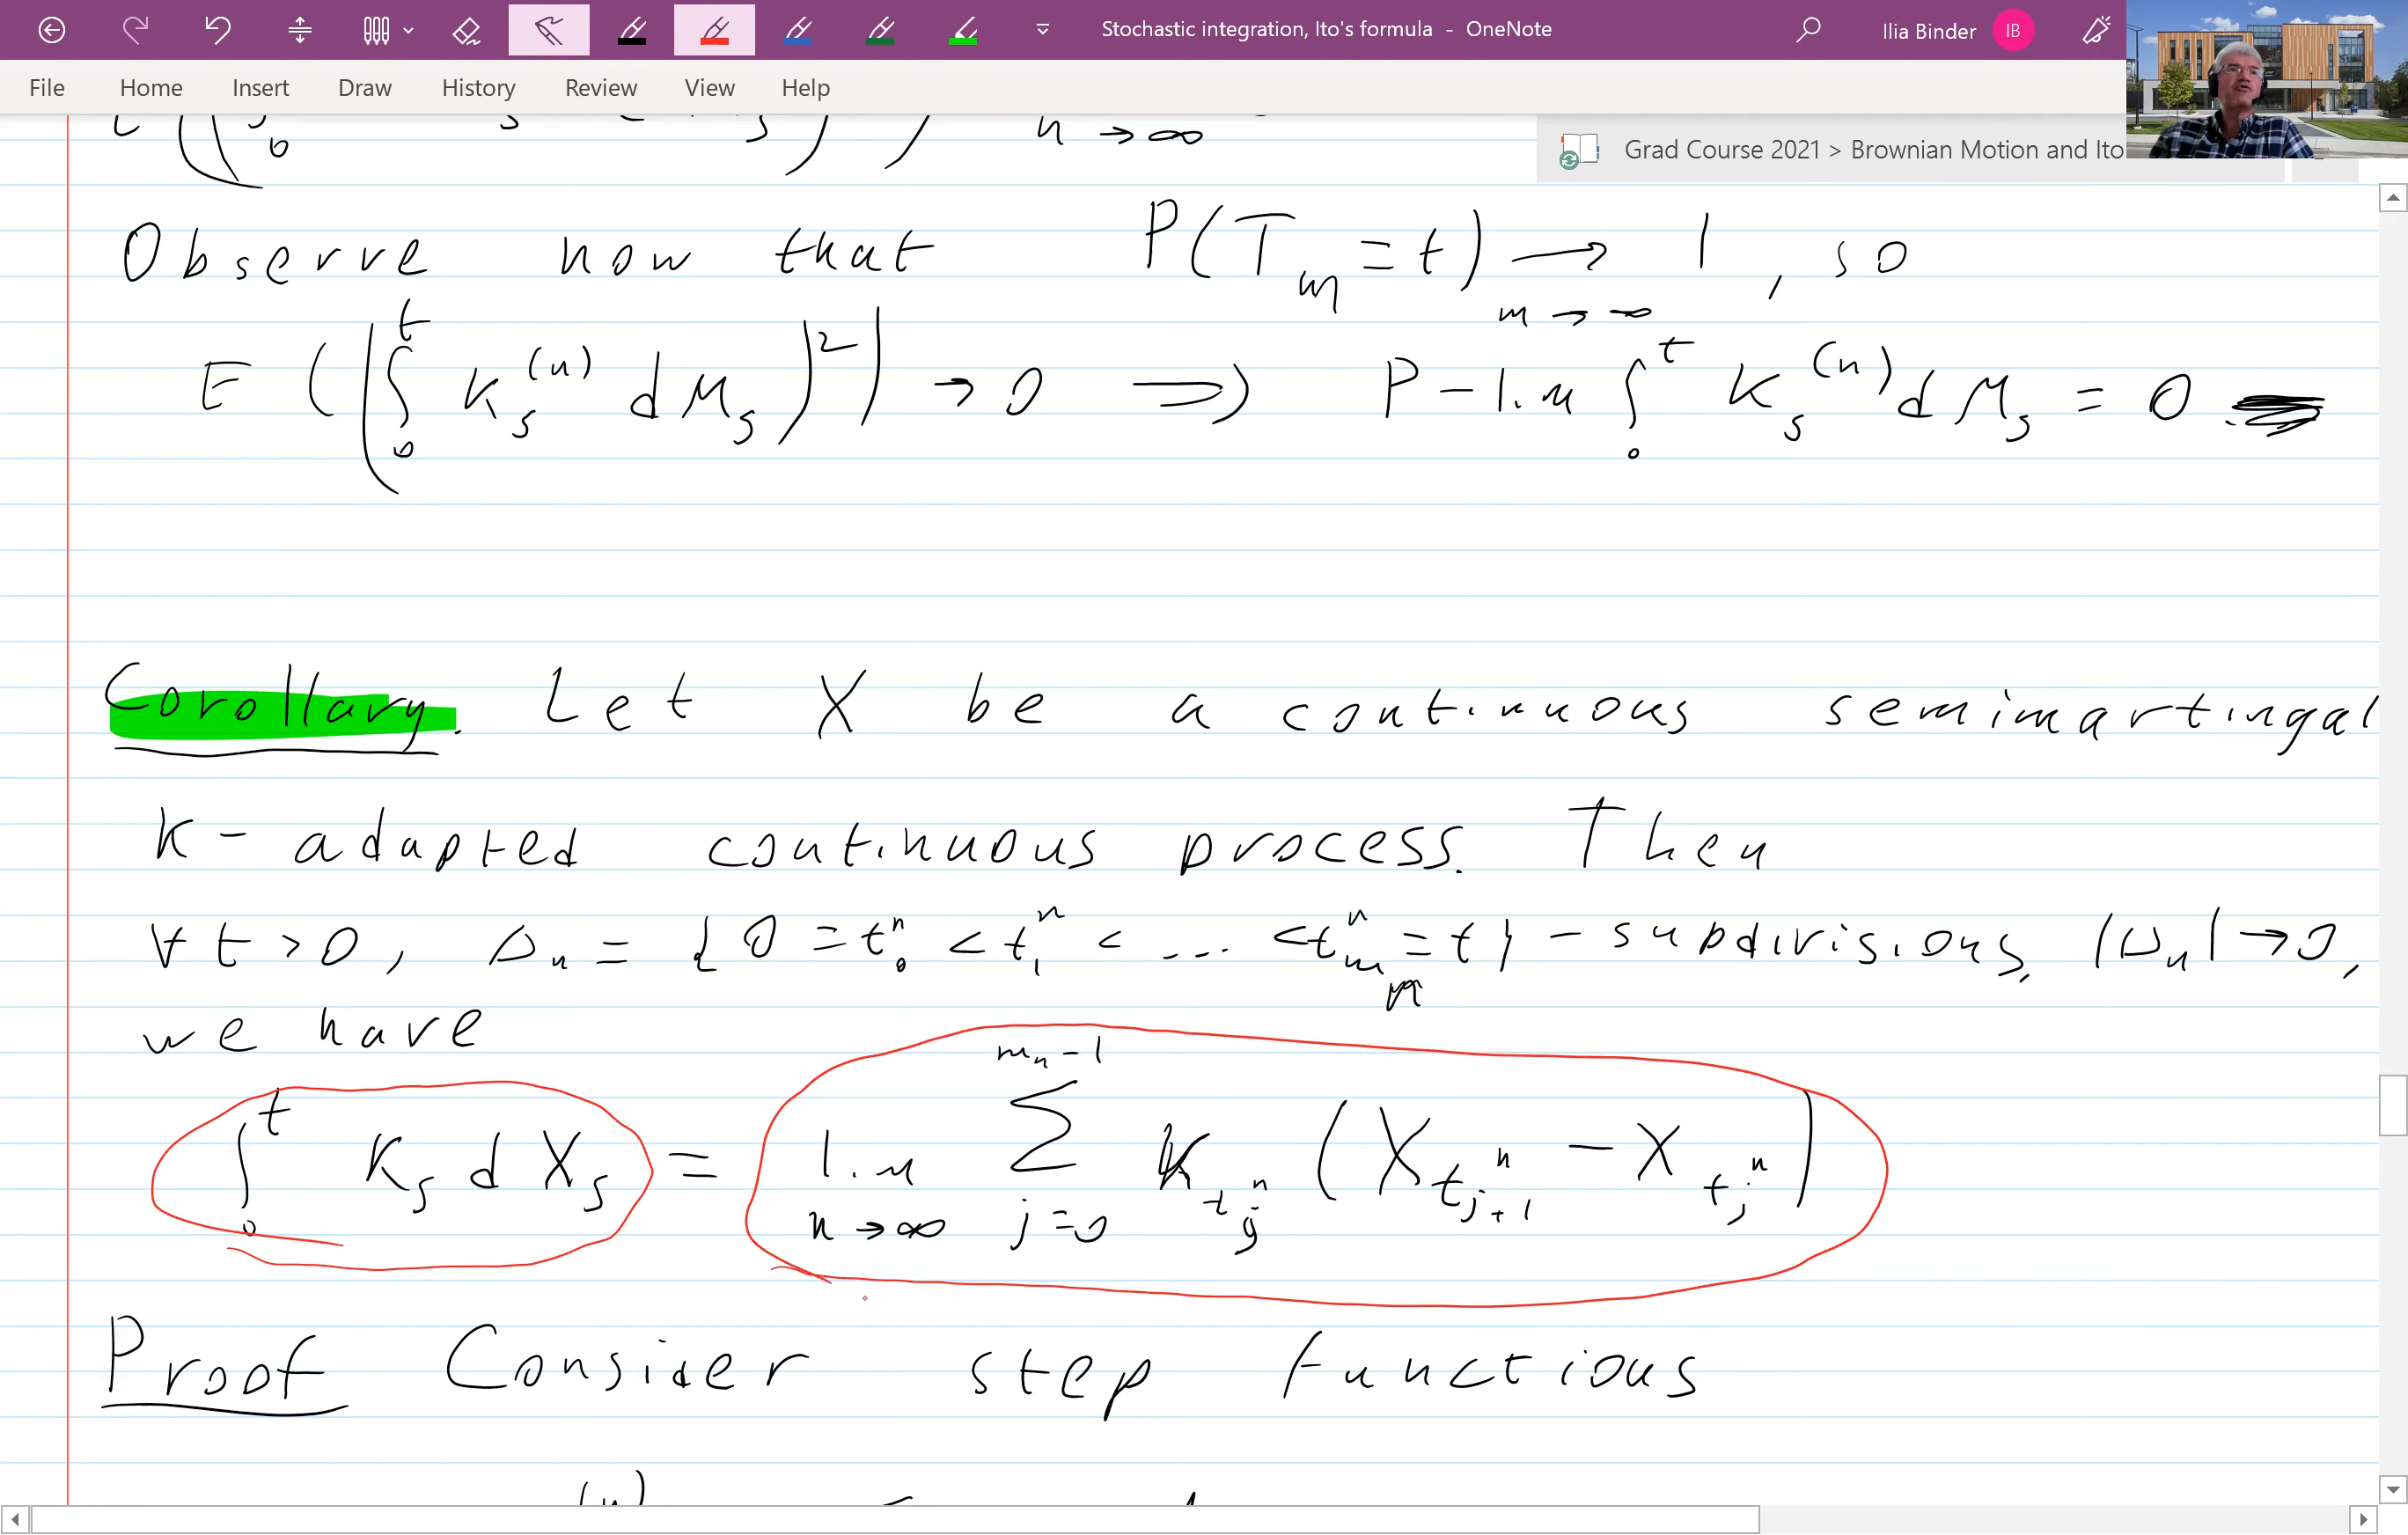 Stochastic integration, Ito's formula - OneNote
Ilia Binder IB
File Home Insert Draw History Review View Help
Grad Course 2021 > Brownian Motion and Ito
n → ∞
Observe now that P(T_m = t) → 1, so
m → ∞
E((∫_0^t K_s^(n) dM_s)^2) → 0 ⟹ P-lim ∫_0^t K_s^(n) dM_s = 0
Corollary. Let X be a continuous semimartingal
K - adapted continuous process. Then
∀ t > 0, Δ_n = {0 = t_0^n < t_1^n < ... < t_{m_n}^n = t} - subdivisions, |Δ_n| → 0,
we have
∫_0^t K_s dX_s = lim_{n → ∞} ∑_{j=0}^{m_n - 1} K_{t_j^n} (X_{t_{j+1}^n} - X_{t_j^n})
Proof Consider step functions
(n)